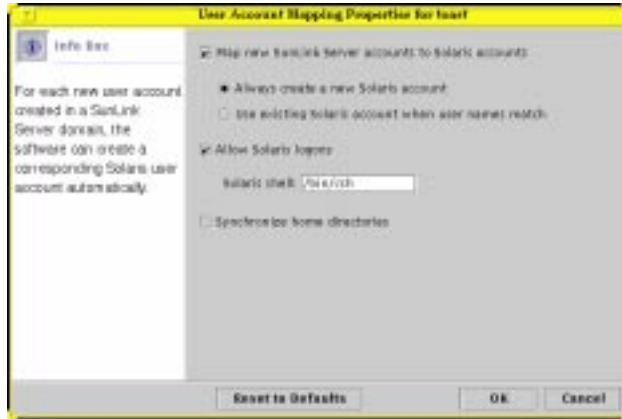 User Account Mapping Properties for toast
Info Box
For each new user account
created in a SunLink
Server domain, the
software can create a
corresponding Solaris user
account automatically.
Map new SunLink Server accounts to Solaris accounts
Always create a new Solaris account
Use existing Solaris account when user names match
Allow Solaris logons
Solaris shell: /bin/csh
Synchronize home directories
Reset to Defaults
OK
Cancel